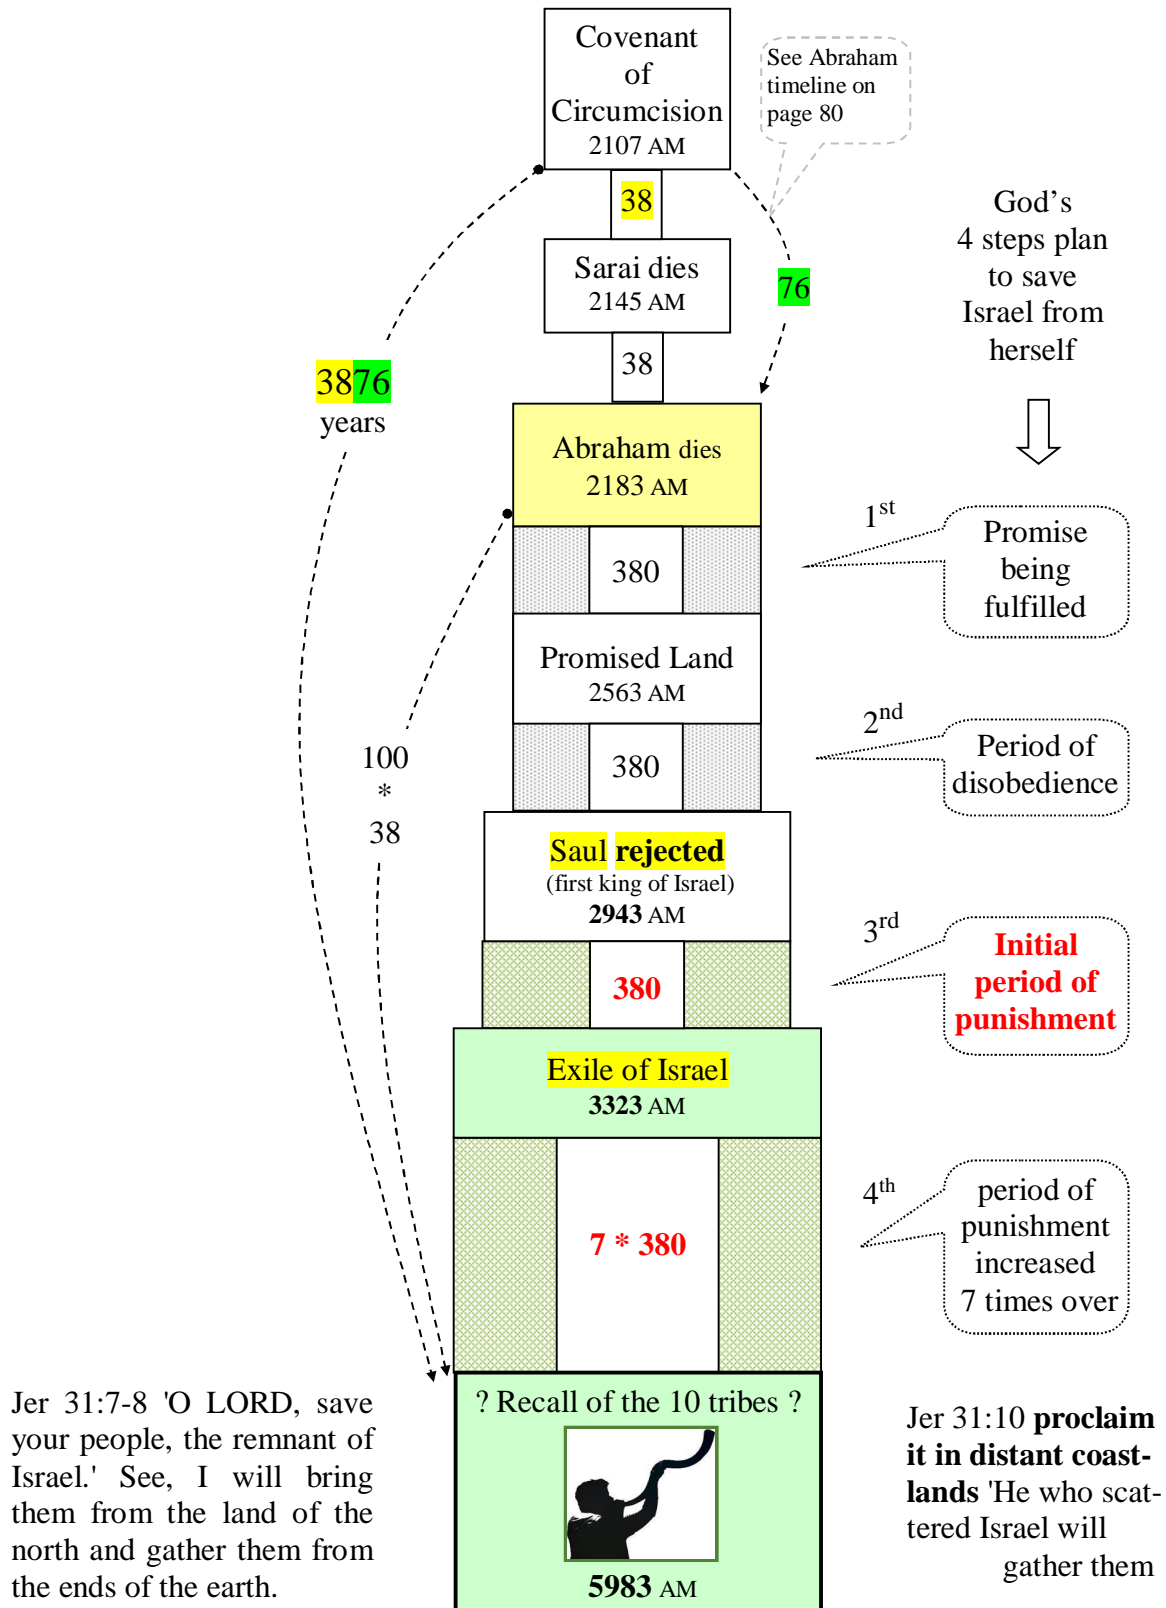 Covenant
of
Circumcision
2107 AM
See Abraham
timeline on
page 80
38
Sarai dies
2145 AM
76
38
3876
years
God's
4 steps plan
to save
Israel from
herself
Abraham dies
2183 AM
1st
Promise
being
fulfilled
380
Promised Land
2563 AM
2nd
Period of
disobedience
380
100
*
38
Saul rejected
(first king of Israel)
2943 AM
3rd
Initial
period of
punishment
380
Exile of Israel
3323 AM
4th
period of
punishment
increased
7 times over
7 * 380
? Recall of the 10 tribes ?
5983 AM
Jer 31:7-8 'O LORD, save
your people, the remnant of
Israel.' See, I will bring
them from the land of the
north and gather them from
the ends of the earth.
Jer 31:10 proclaim
it in distant coast-
lands 'He who scat-
tered Israel will
gather them